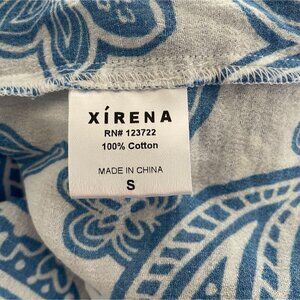 XÍRENA
RN# 123722
100% Cotton
MADE IN CHINA
S